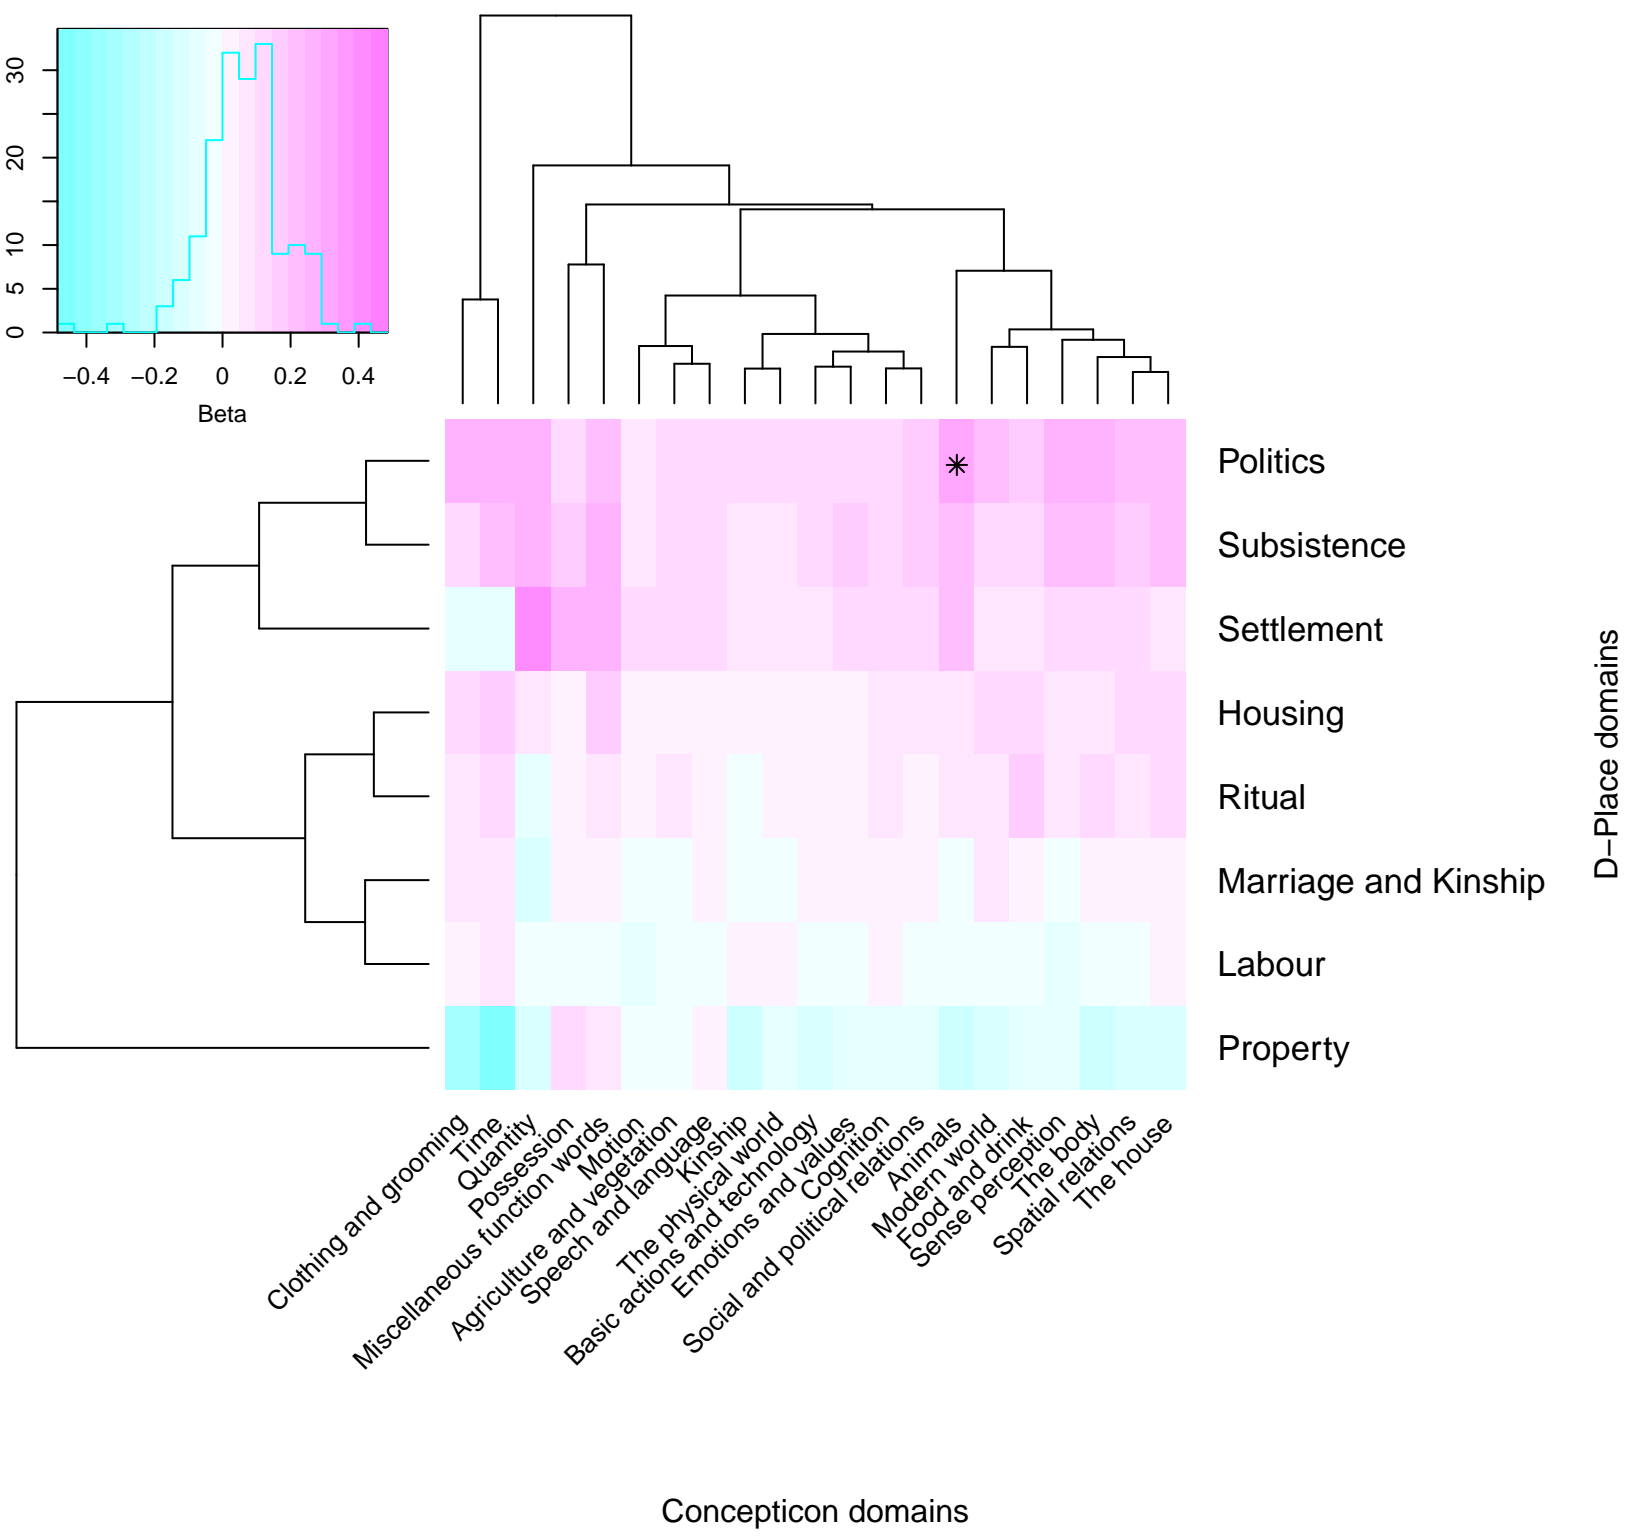 30
20
10
5
0
−0.4 −0.2 0 0.2 0.4
Beta
Politics
Subsistence
Settlement
Housing
Ritual
Marriage and Kinship
Labour
Property
D−Place domains
Clothing and grooming
Time
Quantity
Possession
Miscellaneous function words
Motion
Agriculture and vegetation
Speech and language
Kinship
The physical world
Basic actions and technology
Emotions and values
Cognition
Social and political relations
Animals
Modern world
Food and drink
Sense perception
The body
Spatial relations
The house
Concepticon domains